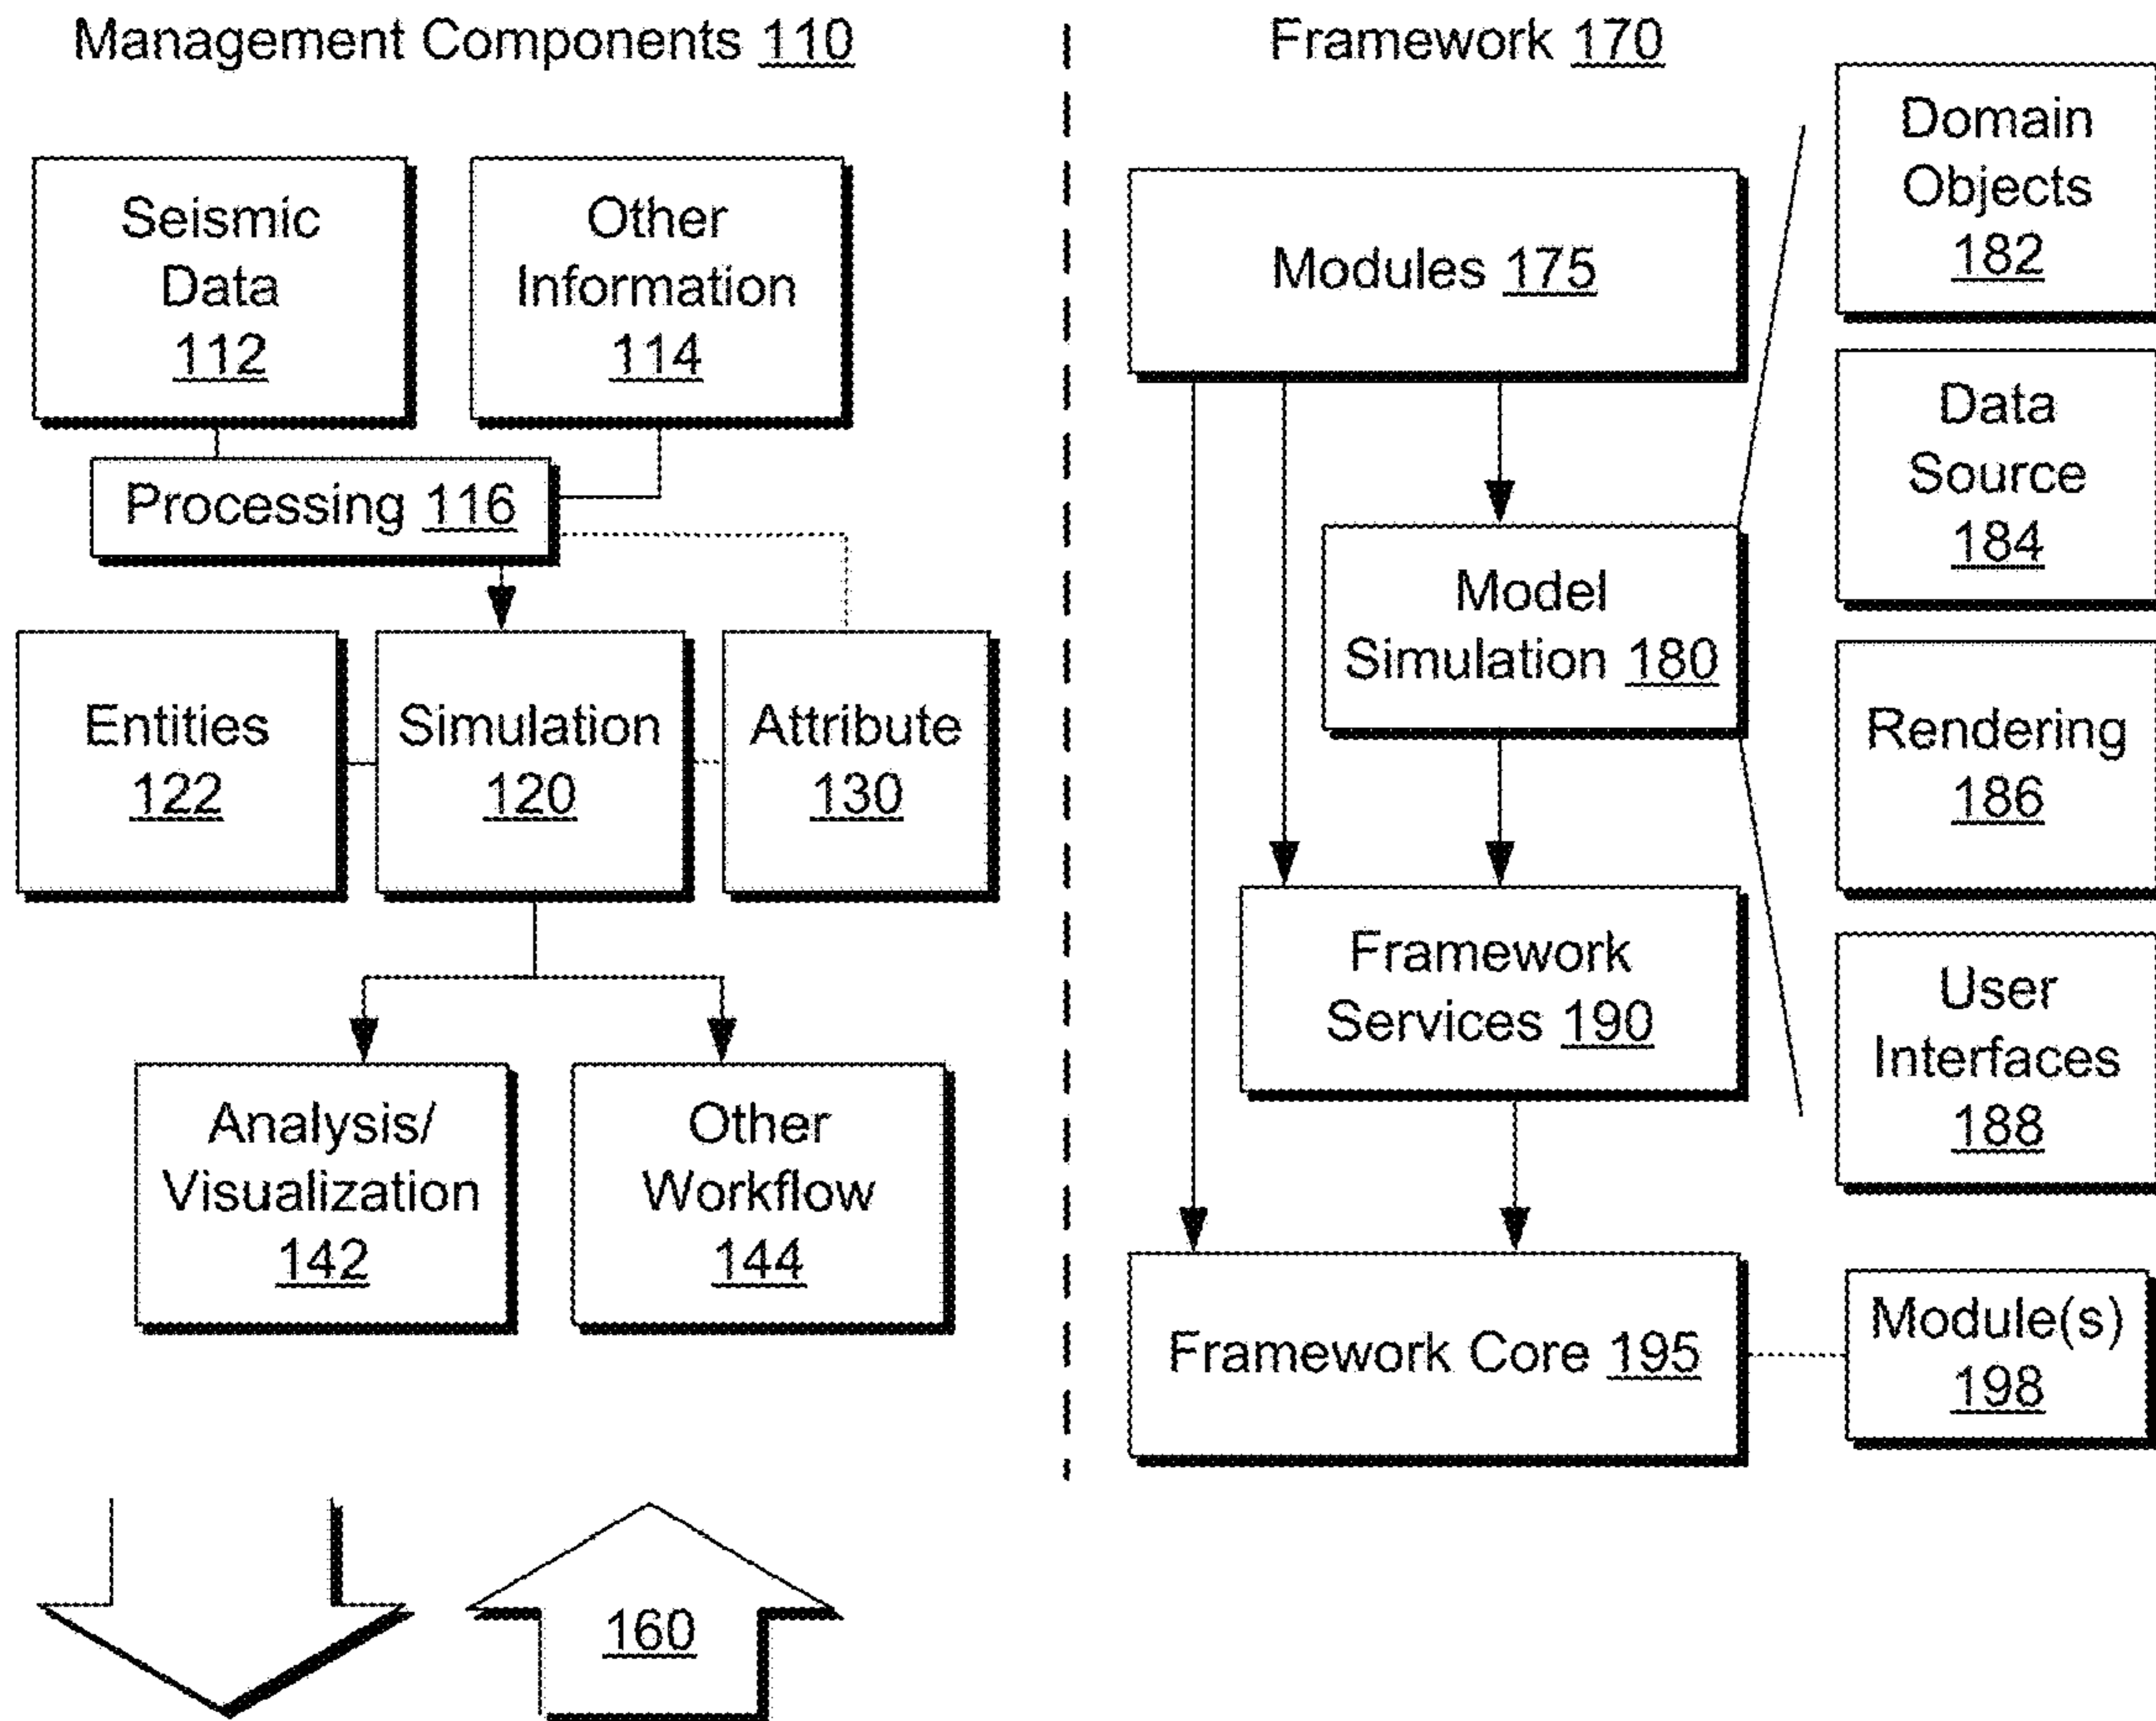 Management Components 110
Seismic
Data
112
Other
Information
114
Processing 116
Entities
122
Simulation
120
Attribute
130
Analysis/
Visualization
142
Other
Workflow
144
160
Framework 170
Modules 175
Model
Simulation 180
Framework
Services 190
Framework Core 195
Domain
Objects
182
Data
Source
184
Rendering
186
User
Interfaces
188
Module(s)
198